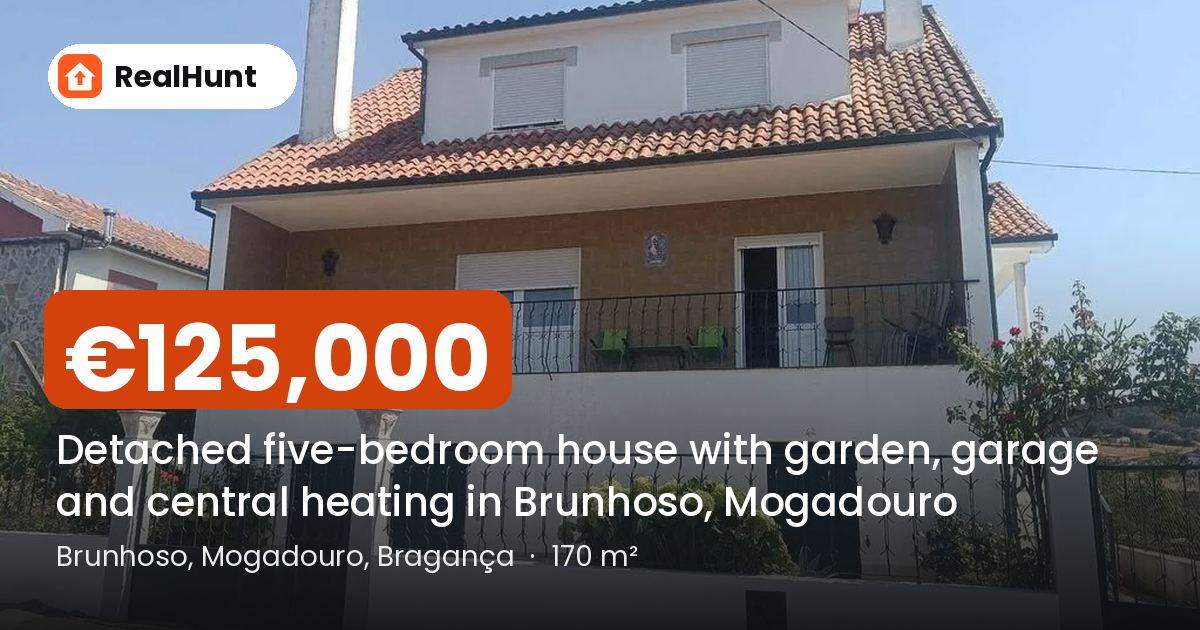 RealHunt
€125,000
Detached five-bedroom house with garden, garage
and central heating in Brunhoso, Mogadouro
Brunhoso, Mogadouro, Bragança · 170 m²